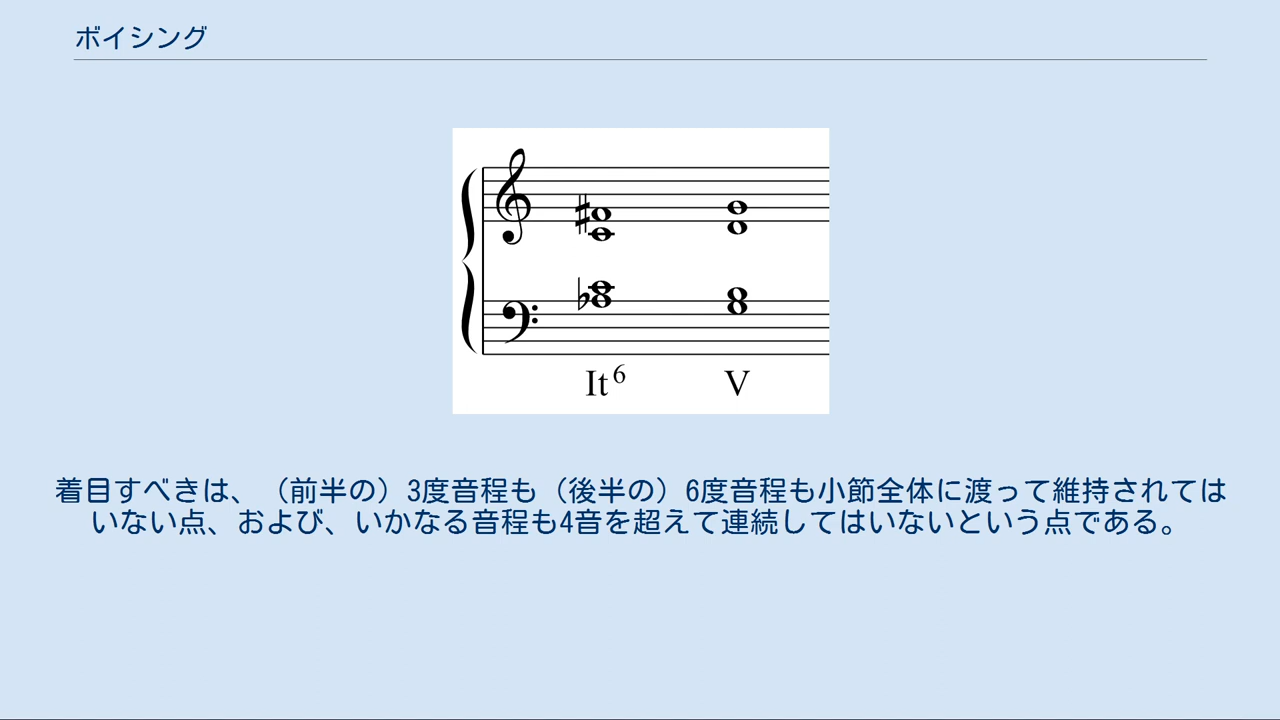 ボイシング
It⁶ V
着目すべきは、（前半の）3度音程も（後半の）6度音程も小節全体に渡って維持されては
いない点、および、いかなる音程も4音を超えて連続してはいないという点である。